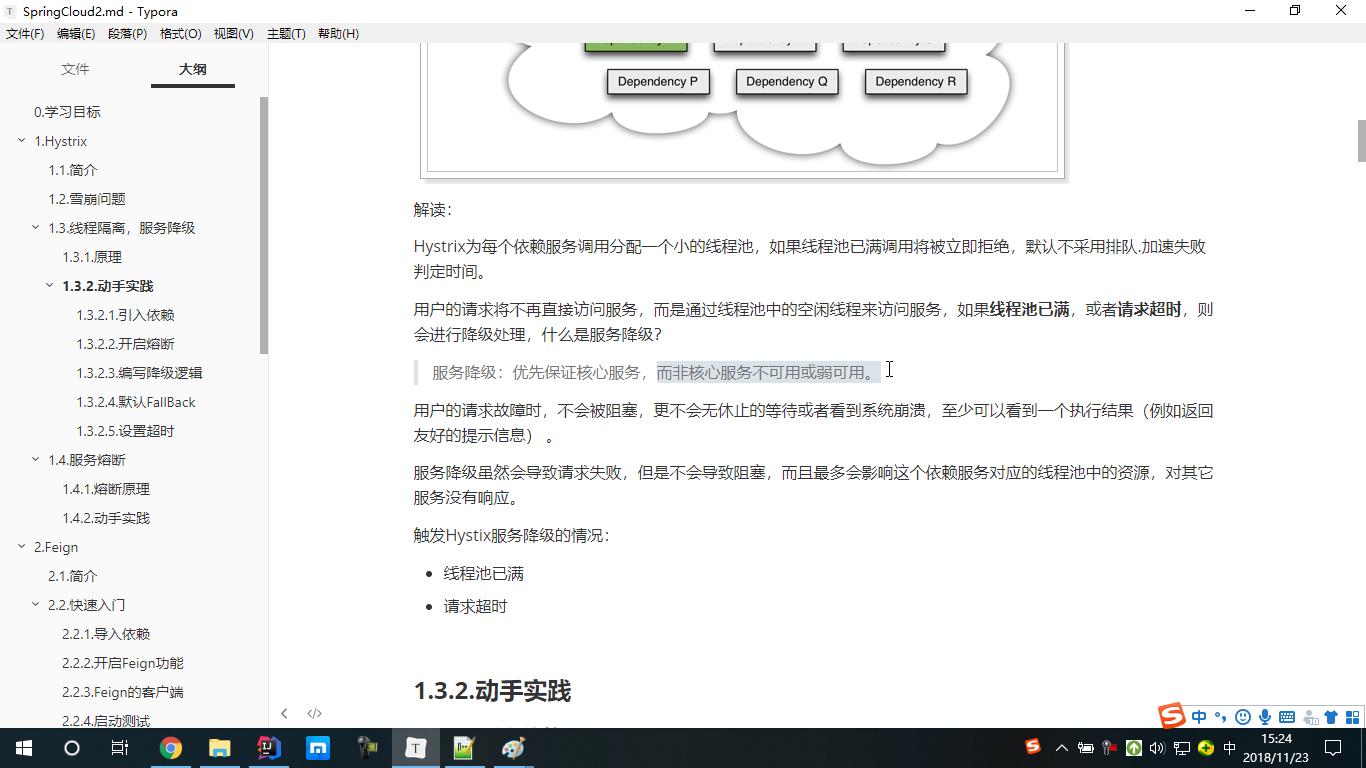 SpringCloud2.md - Typora
文件(F) 编辑(E) 段落(P) 格式(O) 视图(V) 主题(T) 帮助(H)
文件 大纲
0.学习目标
1.Hystrix
1.1.简介
1.2.雪崩问题
1.3.线程隔离，服务降级
1.3.1.原理
1.3.2.动手实践
1.3.2.1.引入依赖
1.3.2.2.开启熔断
1.3.2.3.编写降级逻辑
1.3.2.4.默认FallBack
1.3.2.5.设置超时
1.4.服务熔断
1.4.1.熔断原理
1.4.2.动手实践
2.Feign
2.1.简介
2.2.快速入门
2.2.1.导入依赖
2.2.2.开启Feign功能
2.2.3.Feign的客户端
2.2.4.启动测试
Dependency P Dependency Q Dependency R
解读：
Hystrix为每个依赖服务调用分配一个小的线程池，如果线程池已满调用将被立即拒绝，默认不采用排队.加速失败
判定时间。
用户的请求将不再直接访问服务，而是通过线程池中的空闲线程来访问服务，如果线程池已满，或者请求超时，则
会进行降级处理，什么是服务降级？
服务降级：优先保证核心服务，而非核心服务不可用或弱可用。
用户的请求故障时，不会被阻塞，更不会无休止的等待或者看到系统崩溃，至少可以看到一个执行结果（例如返回
友好的提示信息） 。
服务降级虽然会导致请求失败，但是不会导致阻塞，而且最多会影响这个依赖服务对应的线程池中的资源，对其它
服务没有响应。
触发Hystix服务降级的情况：
线程池已满
请求超时
1.3.2.动手实践
中
中
15:24
2018/11/23